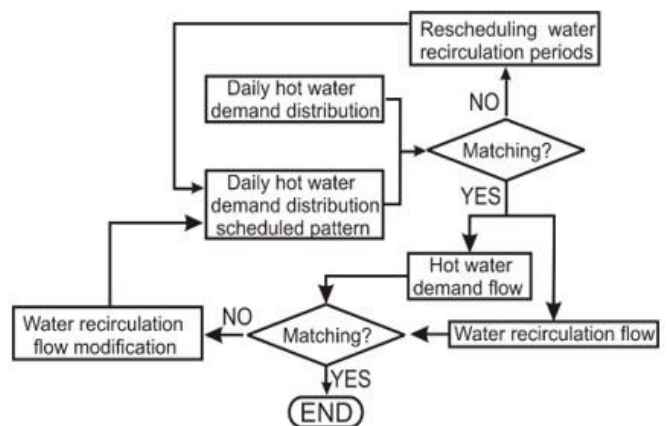 Rescheduling water
recirculation periods
Daily hot water
demand distribution
NO
Matching?
Daily hot water
demand distribution
scheduled pattern
YES
Hot water
demand flow
Water recirculation
flow modification
NO
Matching?
Water recirculation flow
YES
END